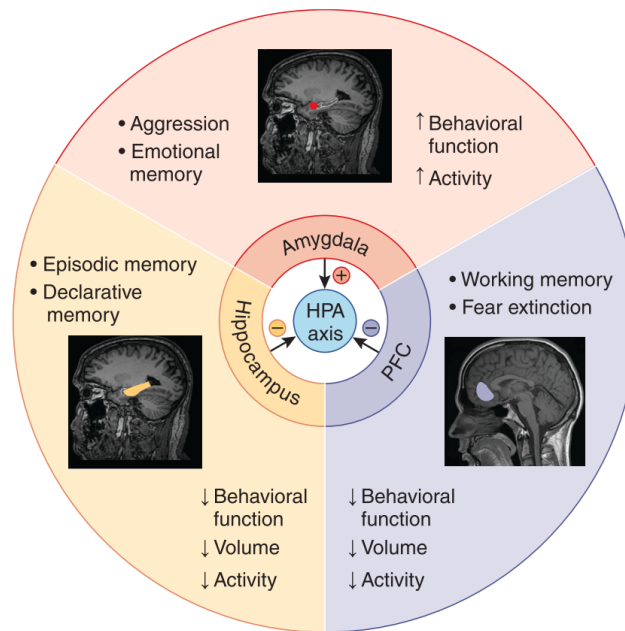 • Aggression
• Emotional
memory
↑ Behavioral
function
↑ Activity
Amygdala
+
• Episodic memory
• Declarative
memory
Hippocampus
−
HPA
axis
−
PFC
• Working memory
• Fear extinction
↓ Behavioral
function
↓ Volume
↓ Activity
↓ Behavioral
function
↓ Volume
↓ Activity